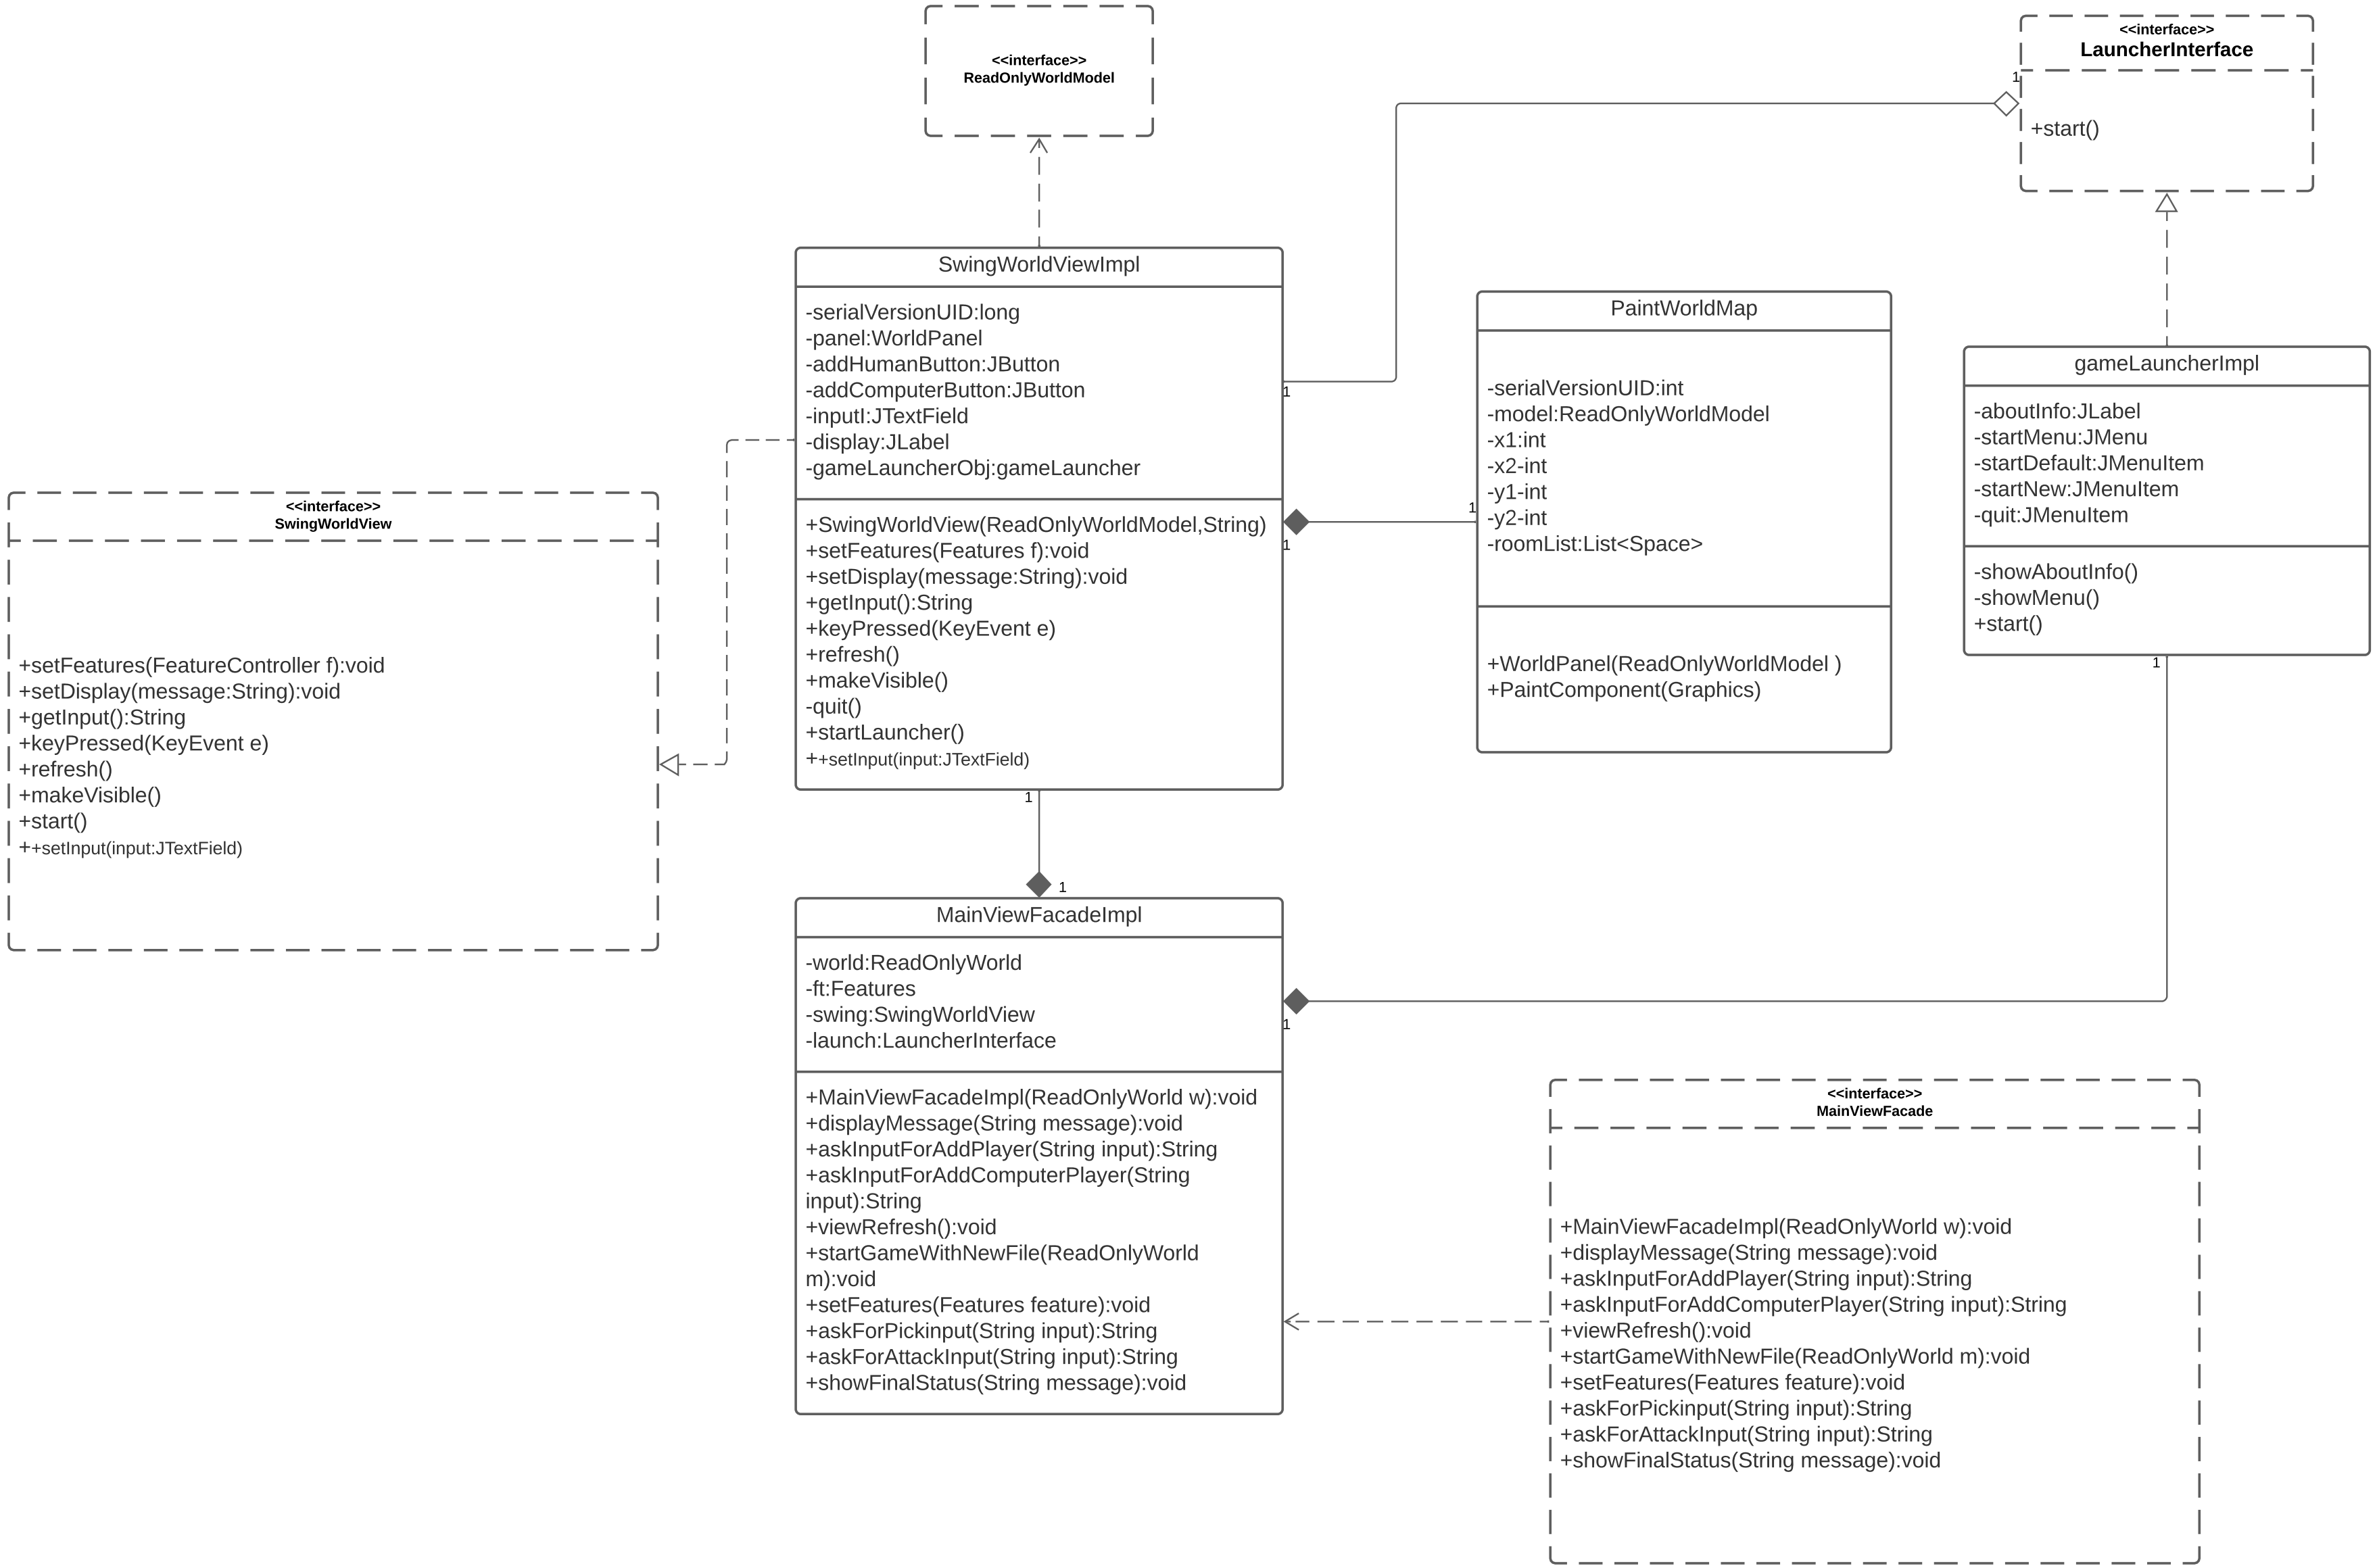 <<interface>>
ReadOnlyWorldModel
<<interface>>
LauncherInterface
1
+start()
SwingWorldViewImpl
-serialVersionUID:long
-panel:WorldPanel
-addHumanButton:JButton
-addComputerButton:JButton
-inputI:JTextField
-display:JLabel
-gameLauncherObj:gameLauncher
+SwingWorldView(ReadOnlyWorldModel,String)
+setFeatures(Features f):void
+setDisplay(message:String):void
+getInput():String
+keyPressed(KeyEvent e)
+refresh()
+makeVisible()
-quit()
+startLauncher()
++setInput(input:JTextField)
1
1
1
1
PaintWorldMap
-serialVersionUID:int
-model:ReadOnlyWorldModel
-x1:int
-x2-int
-y1-int
-y2-int
-roomList:List<Space>
+WorldPanel(ReadOnlyWorldModel )
+PaintComponent(Graphics)
gameLauncherImpl
-aboutInfo:JLabel
-startMenu:JMenu
-startDefault:JMenuItem
-startNew:JMenuItem
-quit:JMenuItem
-showAboutInfo()
-showMenu()
+start()
1
<<interface>>
SwingWorldView
+setFeatures(FeatureController f):void
+setDisplay(message:String):void
+getInput():String
+keyPressed(KeyEvent e)
+refresh()
+makeVisible()
+start()
++setInput(input:JTextField)
1
MainViewFacadeImpl
-world:ReadOnlyWorld
-ft:Features
-swing:SwingWorldView
-launch:LauncherInterface
+MainViewFacadeImpl(ReadOnlyWorld w):void
+displayMessage(String message):void
+askInputForAddPlayer(String input):String
+askInputForAddComputerPlayer(String
input):String
+viewRefresh():void
+startGameWithNewFile(ReadOnlyWorld
m):void
+setFeatures(Features feature):void
+askForPickinput(String input):String
+askForAttackInput(String input):String
+showFinalStatus(String message):void
1
<<interface>>
MainViewFacade
+MainViewFacadeImpl(ReadOnlyWorld w):void
+displayMessage(String message):void
+askInputForAddPlayer(String input):String
+askInputForAddComputerPlayer(String input):String
+viewRefresh():void
+startGameWithNewFile(ReadOnlyWorld m):void
+setFeatures(Features feature):void
+askForPickinput(String input):String
+askForAttackInput(String input):String
+showFinalStatus(String message):void